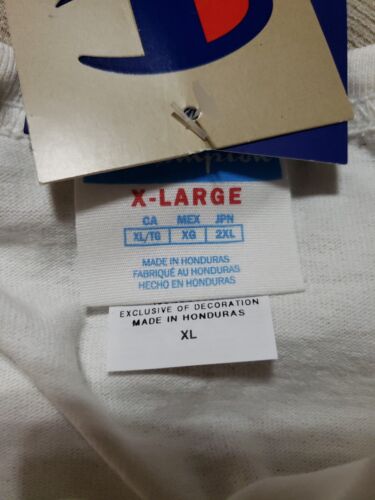 Champion
X-LARGE
CA MEX JPN
XL/TG XG 2XL
MADE IN HONDURAS
FABRIQUÉ AU HONDURAS
HECHO EN HONDURAS
EXCLUSIVE OF DECORATION
MADE IN HONDURAS
XL